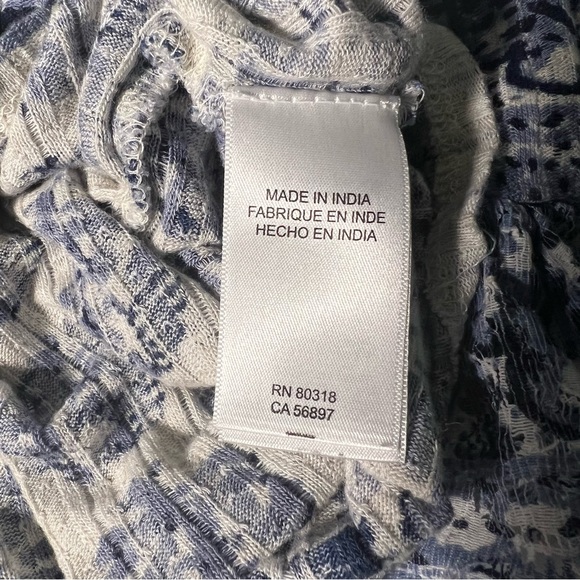 MADE IN INDIA
FABRIQUE EN INDE
HECHO EN INDIA
RN 80318
CA 56897